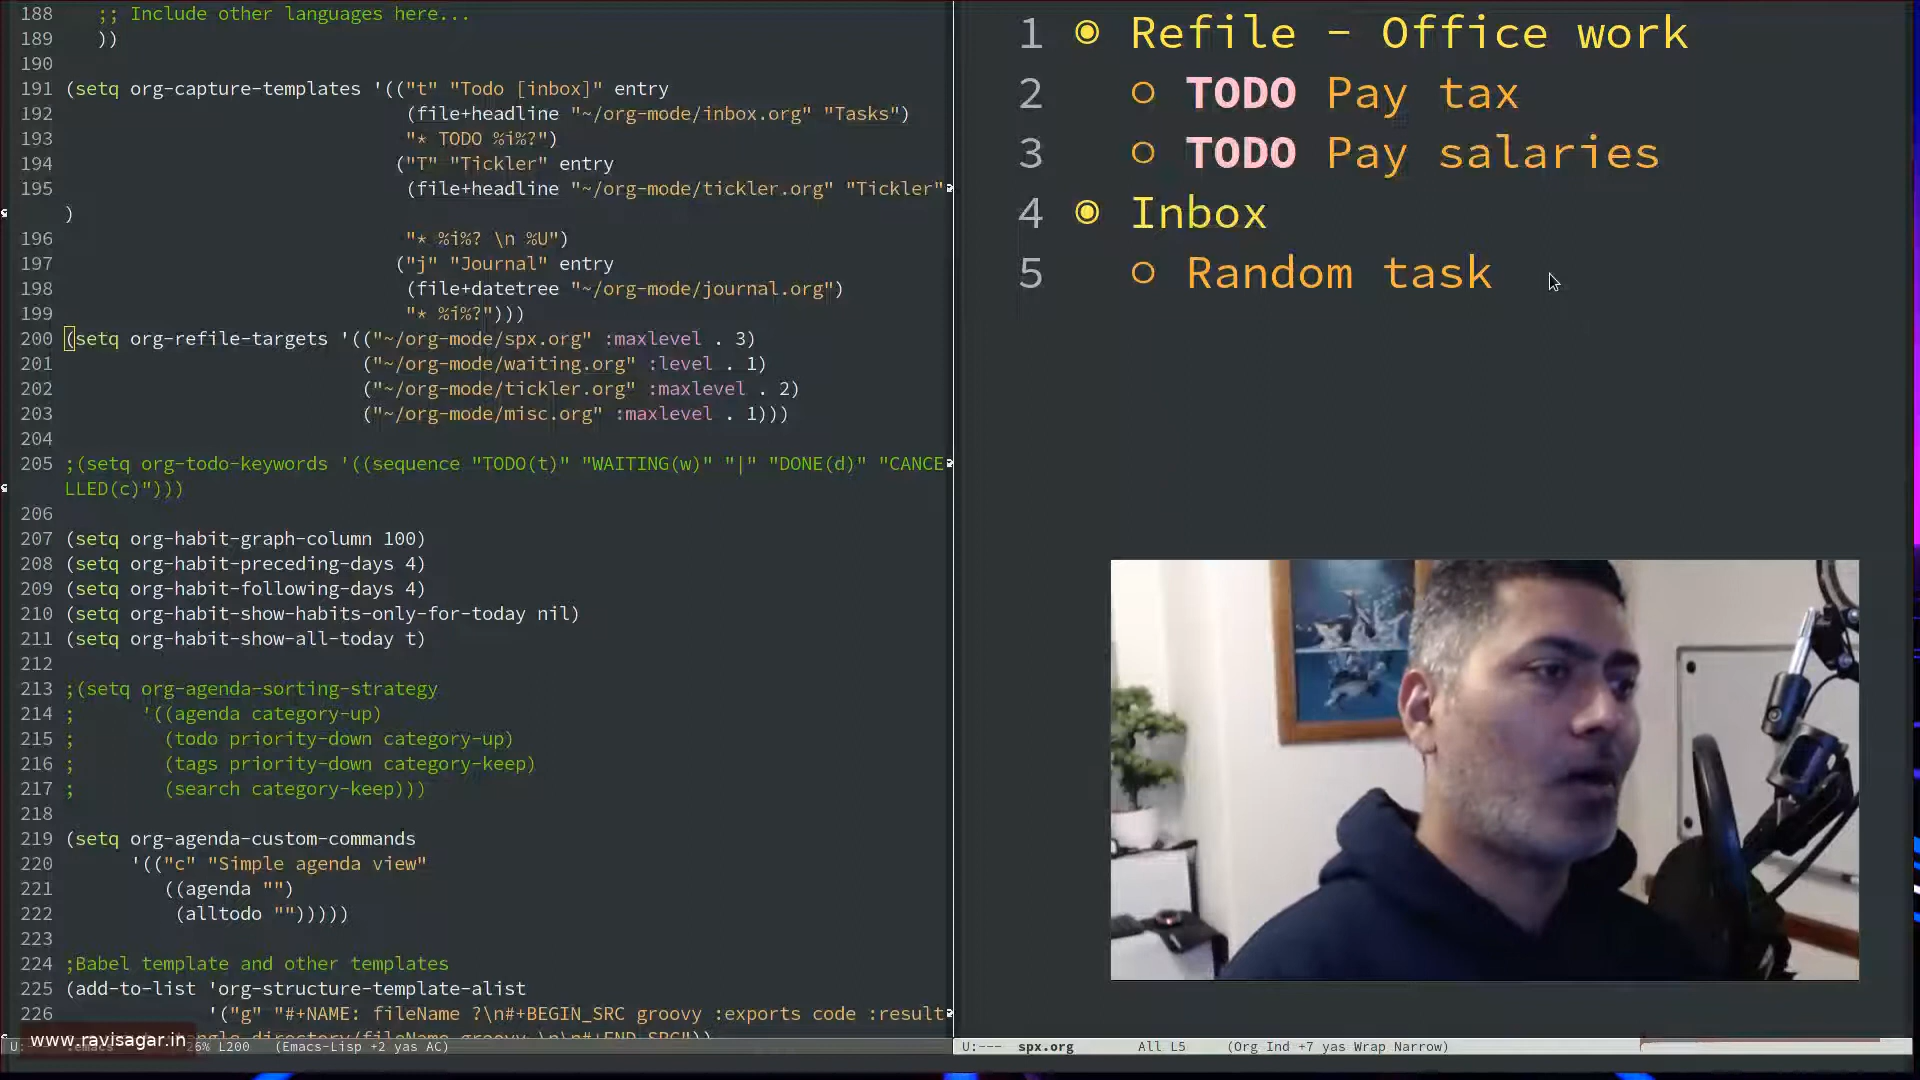 188    ;; Include other languages here...
189    ))
190
191 (setq org-capture-templates '(("t" "Todo [inbox]" entry
192                                (file+headline "~/org-mode/inbox.org" "Tasks")
193                                "* TODO %i%?")
194                               ("T" "Tickler" entry
195                                (file+headline "~/org-mode/tickler.org" "Tickler"
)
196                                "* %i%? \n %U")
197                               ("j" "Journal" entry
198                                (file+datetree "~/org-mode/journal.org")
199                                "* %i%?")))
200 (setq org-refile-targets '(("~/org-mode/spx.org" :maxlevel . 3)
201                            ("~/org-mode/waiting.org" :level . 1)
202                            ("~/org-mode/tickler.org" :maxlevel . 2)
203                            ("~/org-mode/misc.org" :maxlevel . 1)))
204
205 ;(setq org-todo-keywords '((sequence "TODO(t)" "WAITING(w)" "|" "DONE(d)" "CANCE
LLED(c)")))
206
207 (setq org-habit-graph-column 100)
208 (setq org-habit-preceding-days 4)
209 (setq org-habit-following-days 4)
210 (setq org-habit-show-habits-only-for-today nil)
211 (setq org-habit-show-all-today t)
212
213 ;(setq org-agenda-sorting-strategy
214 ;      '((agenda category-up)
215 ;        (todo priority-down category-up)
216 ;        (tags priority-down category-keep)
217 ;        (search category-keep)))
218
219 (setq org-agenda-custom-commands
220       '(("c" "Simple agenda view"
221          ((agenda "")
222           (alltodo "")))))
223
224 ;Babel template and other templates
225 (add-to-list 'org-structure-template-alist
226              '("g" "#+NAME: fileName ?\n#+BEGIN_SRC groovy :exports code :result
www.ravisagar.in
26% L200   (Emacs-Lisp +2 yas AC)
1 Refile - Office work
2 TODO Pay tax
3 TODO Pay salaries
4 Inbox
5 Random task
U:---  spx.org      All L5    (Org Ind +7 yas Wrap Narrow)